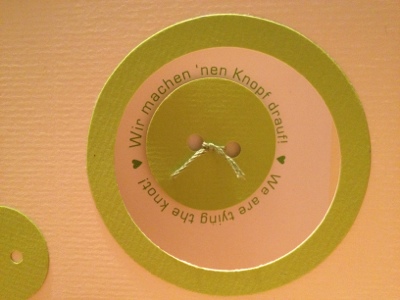 Wir machen 'nen Knopf drauf!
We are tying the knot!